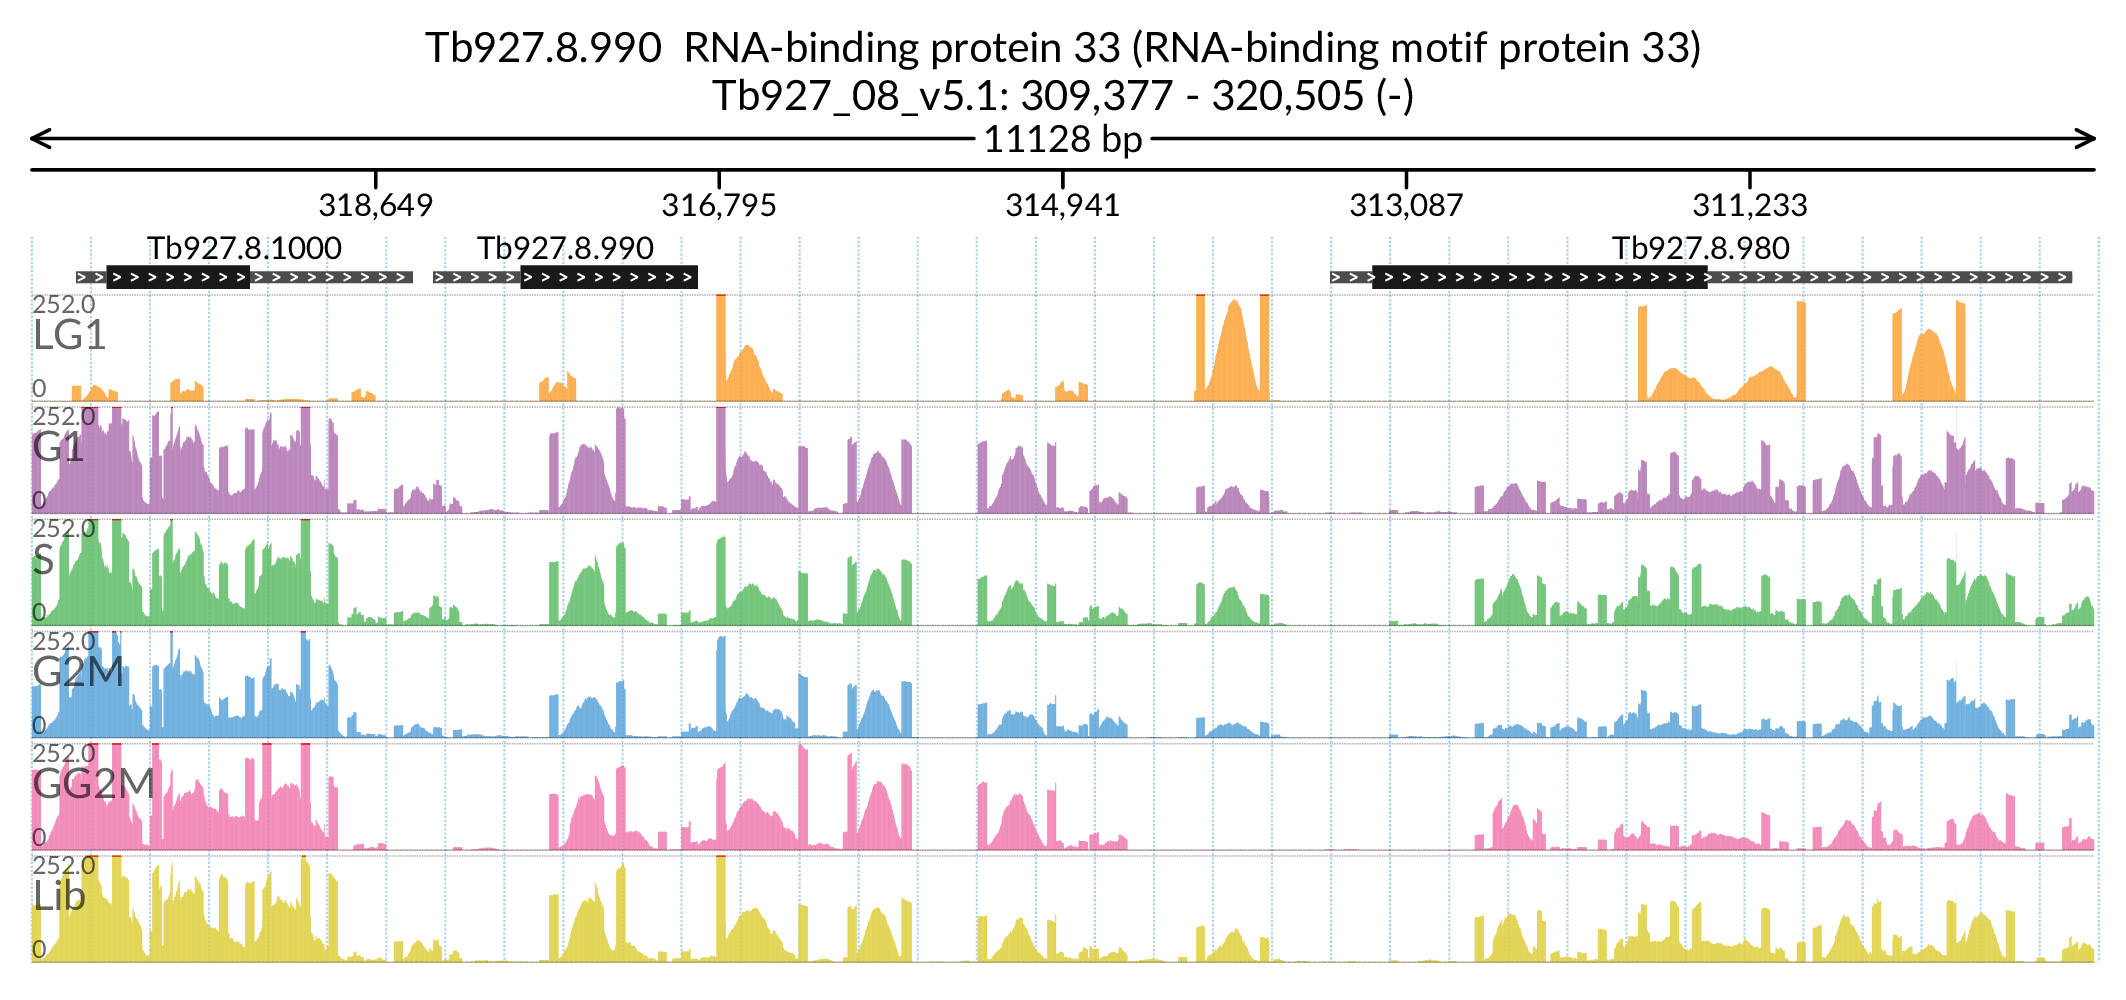 Tb927.8.990  RNA-binding protein 33 (RNA-binding motif protein 33)
Tb927_08_v5.1: 309,377 - 320,505 (-)
11128 bp
318,649 316,795 314,941 313,087 311,233
Tb927.8.1000 Tb927.8.990 Tb927.8.980
252.0
LG1
0
252.0
G1
0
252.0
S
0
252.0
G2M
0
252.0
GG2M
0
252.0
Lib
0